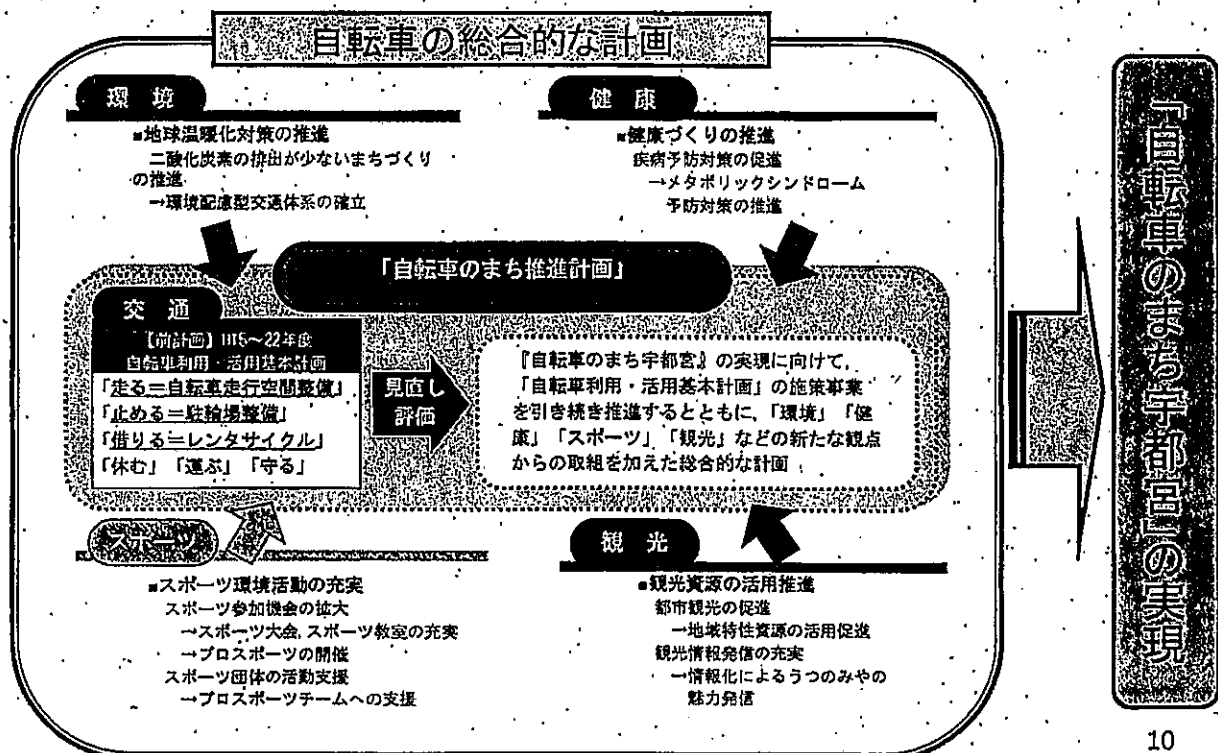 自転車の総合的な計画
環 境
■地球温暖化対策の推進
二酸化炭素の排出が少ないまちづくり
の推進
→環境配慮型交通体系の確立
健 康
■健康づくりの推進
疾病予防対策の促進
→メタボリックシンドローム
予防対策の推進
「自転車のまち推進計画」
交 通
【前計画】H15~22年度
自転車利用・活用基本計画
「走る=自転車走行空間整備」
「止める=駐輪場整備」
「借りる=レンタサイクル」
「休む」「運ぶ」「守る」
見直し
評価
『自転車のまち宇都宮』の実現に向けて,
「自転車利用・活用基本計画」の施策事業
を引き続き推進するとともに,「環境」「健
康」「スポーツ」「観光」などの新たな観点
からの取組を加えた総合的な計画
スポーツ
■スポーツ環境活動の充実
スポーツ参加機会の拡大
→スポーツ大会,スポーツ教室の充実
→プロスポーツの開催
スポーツ団体の活動支援
→プロスポーツチームへの支援
観 光
■観光資源の活用推進
都市観光の促進
→地域特性資源の活用促進
観光情報発信の充実
→情報化によるうつのみやの
魅力発信
「自転車のまち宇都宮」の実現
10